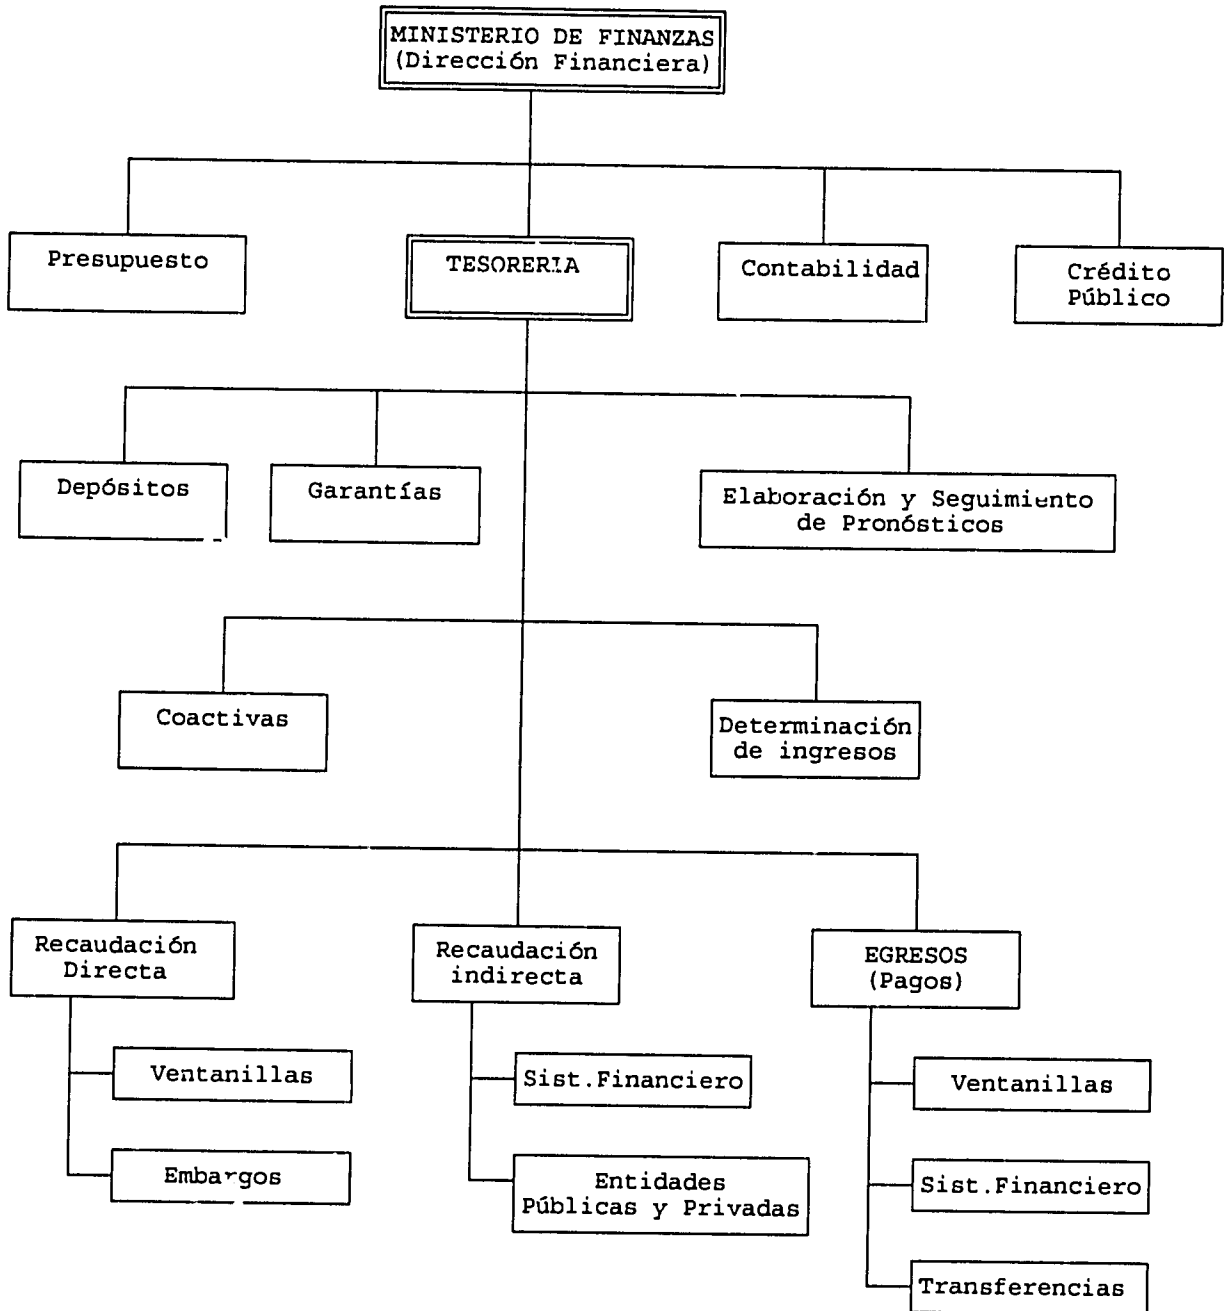 MINISTERIO DE FINANZAS
(Dirección Financiera)
Presupuesto
TESORERIA
Contabilidad
Crédito
Público
Depósitos
Garantías
Elaboración y Seguimiento
de Pronósticos
Coactivas
Determinación
de ingresos
Recaudación
Directa
Recaudación
indirecta
EGRESOS
(Pagos)
Ventanillas
Sist.Financiero
Ventanillas
Embargos
Entidades
Públicas y Privadas
Sist.Financiero
Transferencias